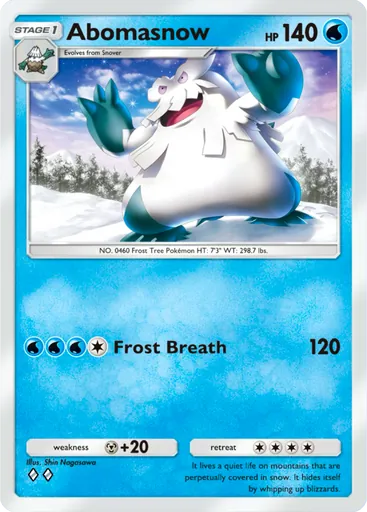 STAGE 1
Abomasnow
HP 140
Evolves from Snover
NO. 0460 Frost Tree Pokémon HT: 7'3" WT: 298.7 lbs.
Frost Breath 120
weakness +20 retreat
Illus. Shin Nagasawa
It lives a quiet life on mountains that are
perpetually covered in snow. It hides itself
by whipping up blizzards.